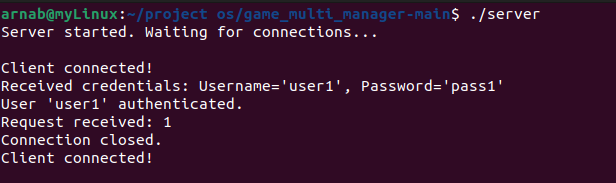 arnab@myLinux:~/project os/game_multi_manager-main$ ./server
Server started. Waiting for connections...
Client connected!
Received credentials: Username='user1', Password='pass1'
User 'user1' authenticated.
Request received: 1
Connection closed.
Client connected!